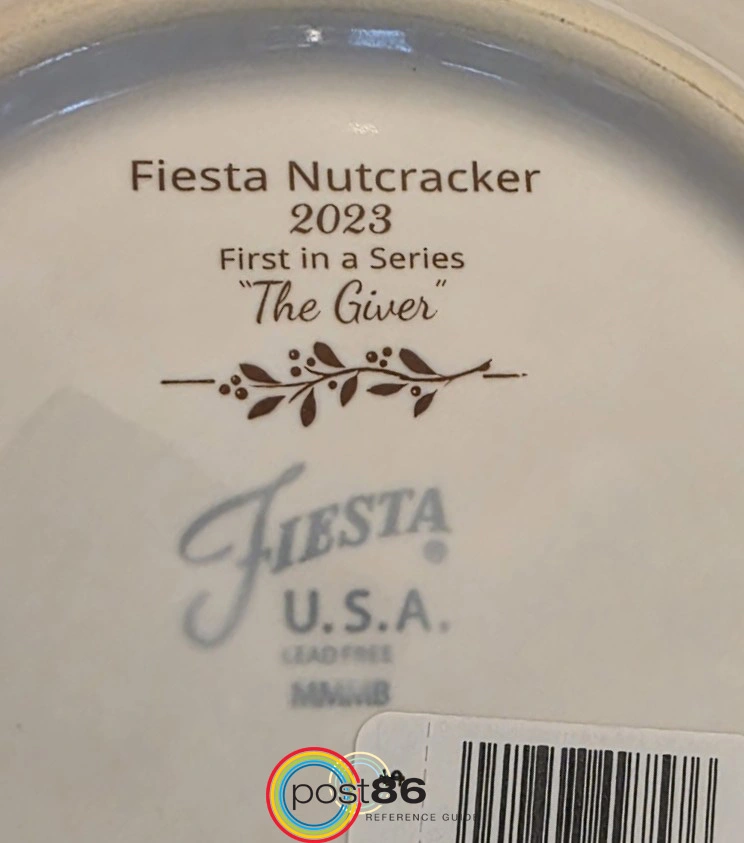 Fiesta Nutcracker
2023
First in a Series
"The Giver"
FIESTA
U.S.A.
LEAD FREE
MMMB
post86
REFERENCE GUIDE